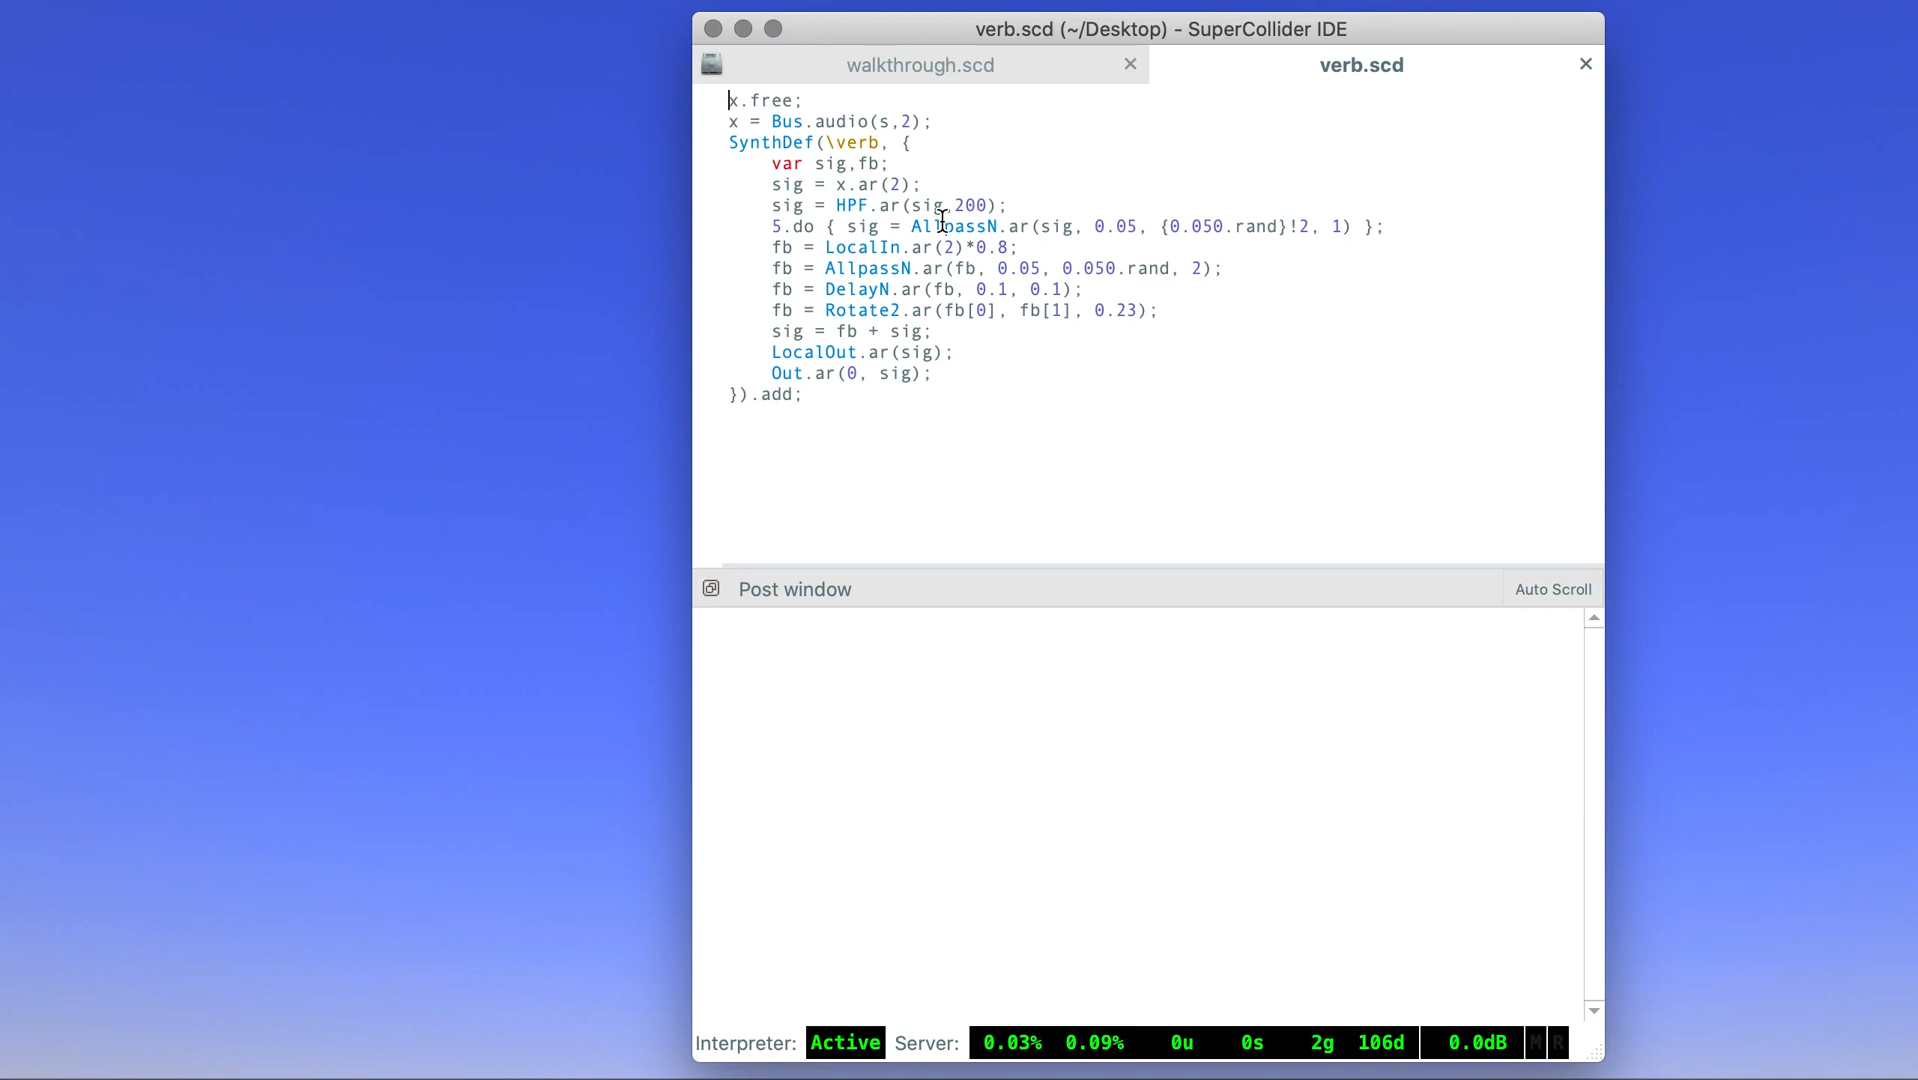 verb.scd (~/Desktop) - SuperCollider IDE
walkthrough.scd
verb.scd
x.free;
x = Bus.audio(s,2);
SynthDef(\verb, {
var sig,fb;
sig = x.ar(2);
sig = HPF.ar(sig,200);
5.do { sig = AllpassN.ar(sig, 0.05, {0.050.rand}!2, 1) };
fb = LocalIn.ar(2)*0.8;
fb = AllpassN.ar(fb, 0.05, 0.050.rand, 2);
fb = DelayN.ar(fb, 0.1, 0.1);
fb = Rotate2.ar(fb[0], fb[1], 0.23);
sig = fb + sig;
LocalOut.ar(sig);
Out.ar(0, sig);
}).add;
Post window
Auto Scroll
Interpreter: Active Server: 0.03% 0.09% 0u 0s 2g 106d 0.0dB M R